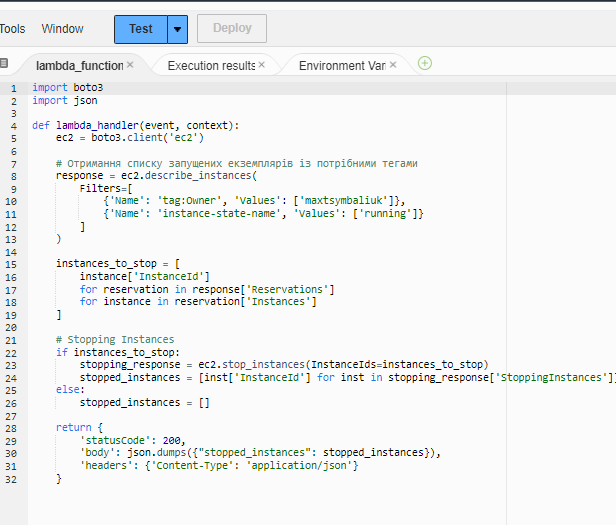 Tools Window Test Deploy
lambda_function Execution results Environment Var
1 import boto3
2 import json
3
4 def lambda_handler(event, context):
5     ec2 = boto3.client('ec2')
6
7     # Отримання списку запущених екземплярів із потрібними тегами
8     response = ec2.describe_instances(
9         Filters=[
10             {'Name': 'tag:Owner', 'Values': ['maxtsymbaliuk']},
11             {'Name': 'instance-state-name', 'Values': ['running']}
12         ]
13     )
14
15     instances_to_stop = [
16         instance['InstanceId']
17         for reservation in response['Reservations']
18         for instance in reservation['Instances']
19     ]
20
21     # Stopping Instances
22     if instances_to_stop:
23         stopping_response = ec2.stop_instances(InstanceIds=instances_to_stop)
24         stopped_instances = [inst['InstanceId'] for inst in stopping_response['StoppingInstances']]
25     else:
26         stopped_instances = []
27
28     return {
29         'statusCode': 200,
30         'body': json.dumps({"stopped_instances": stopped_instances}),
31         'headers': {'Content-Type': 'application/json'}
32     }